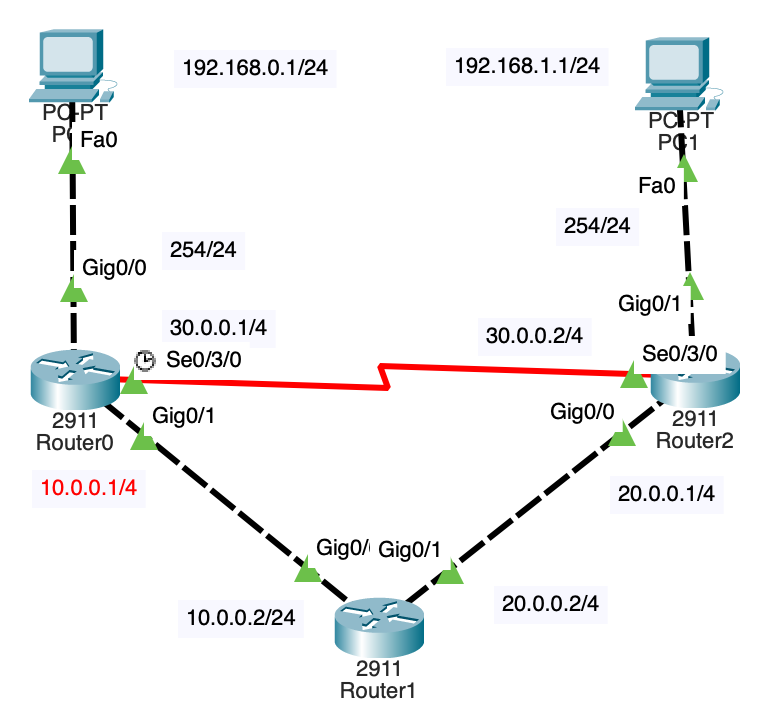 192.168.0.1/24
192.168.1.1/24
PC-PT
Fa0
PC-PT
PC1
Fa0
254/24
254/24
Gig0/0
Gig0/1
30.0.0.1/4
30.0.0.2/4
Se0/3/0
Se0/3/0
2911
Router0
Gig0/1
Gig0/0
2911
Router2
10.0.0.1/4
20.0.0.1/4
Gig0/
Gig0/1
10.0.0.2/24
20.0.0.2/4
2911
Router1